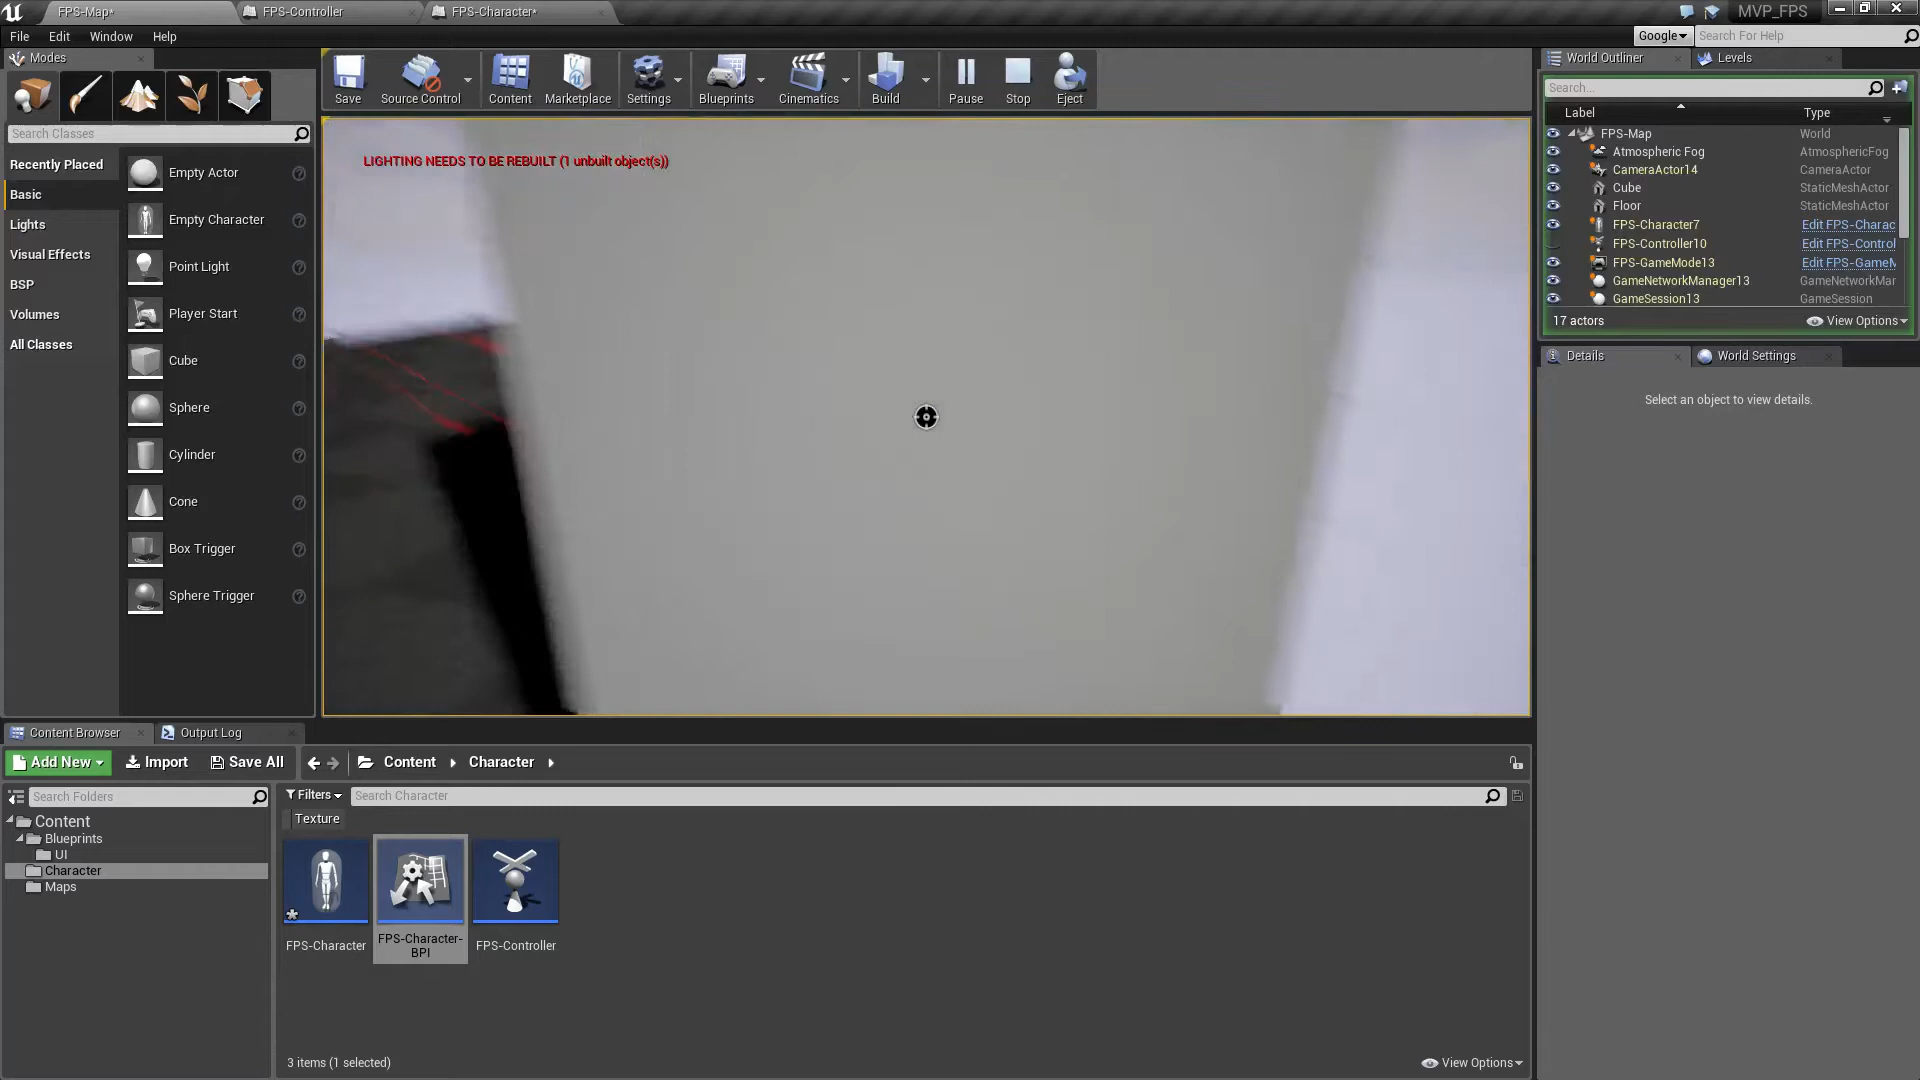 FPS-Map*
FPS-Controller
FPS-Character*
MVP_FPS
File Edit Window Help
Google
Search For Help
Modes
Save
Source Control
Content
Marketplace
Settings
Blueprints
Cinematics
Build
Pause
Stop
Eject
World Outliner
Levels
Search Classes
Search...
Label
Type
Recently Placed
Basic
Lights
Visual Effects
BSP
Volumes
All Classes
Empty Actor
Empty Character
Point Light
Player Start
Cube
Sphere
Cylinder
Cone
Box Trigger
Sphere Trigger
LIGHTING NEEDS TO BE REBUILT (1 unbuilt object(s))
FPS-Map World
Atmospheric Fog AtmosphericFog
CameraActor14 CameraActor
Cube StaticMeshActor
Floor StaticMeshActor
FPS-Character7 Edit FPS-Charac
FPS-Controller10 Edit FPS-Control
FPS-GameMode13 Edit FPS-GameM
GameNetworkManager13 GameNetworkMar
GameSession13 GameSession
17 actors
View Options
Details
World Settings
Select an object to view details.
Content Browser
Output Log
Add New
Import
Save All
Content
Character
Search Folders
Filters
Search Character
Content
Blueprints
UI
Character
Maps
Texture
FPS-Character
FPS-Character-
BPI
FPS-Controller
3 items (1 selected)
View Options